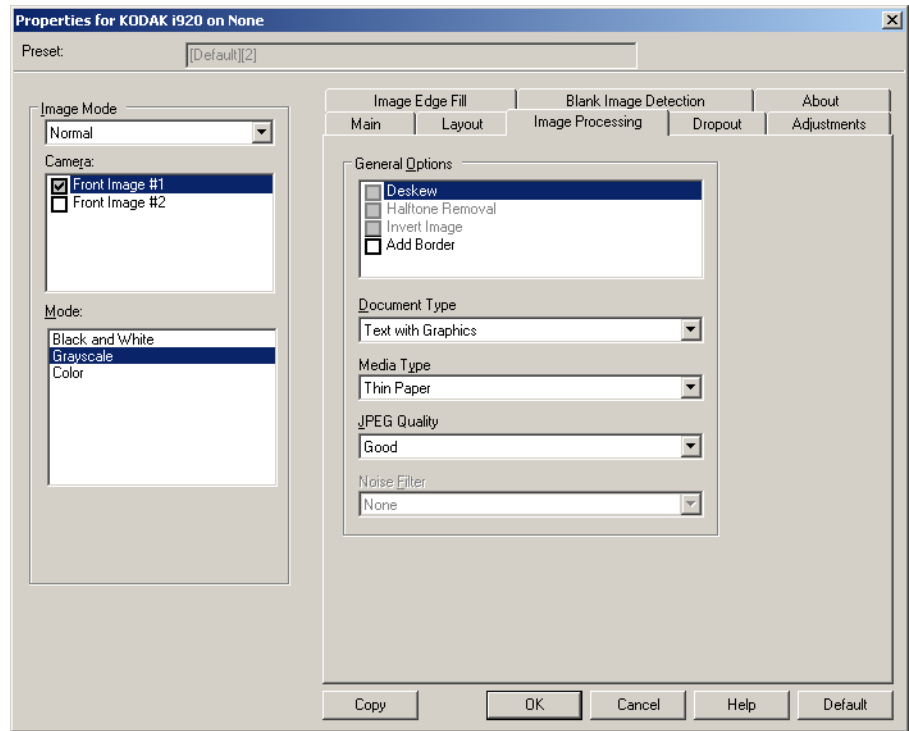 Properties for KODAK i920 on None
Preset:
[Default][2]
Image Mode
Normal
Camera:
Front Image #1
Front Image #2
Mode:
Black and White
Grayscale
Color
Image Edge Fill
Blank Image Detection
About
Main
Layout
Image Processing
Dropout
Adjustments
General Options
Deskew
Halftone Removal
Invert Image
Add Border
Document Type
Text with Graphics
Media Type
Thin Paper
JPEG Quality
Good
Noise Filter
None
Copy
OK
Cancel
Help
Default